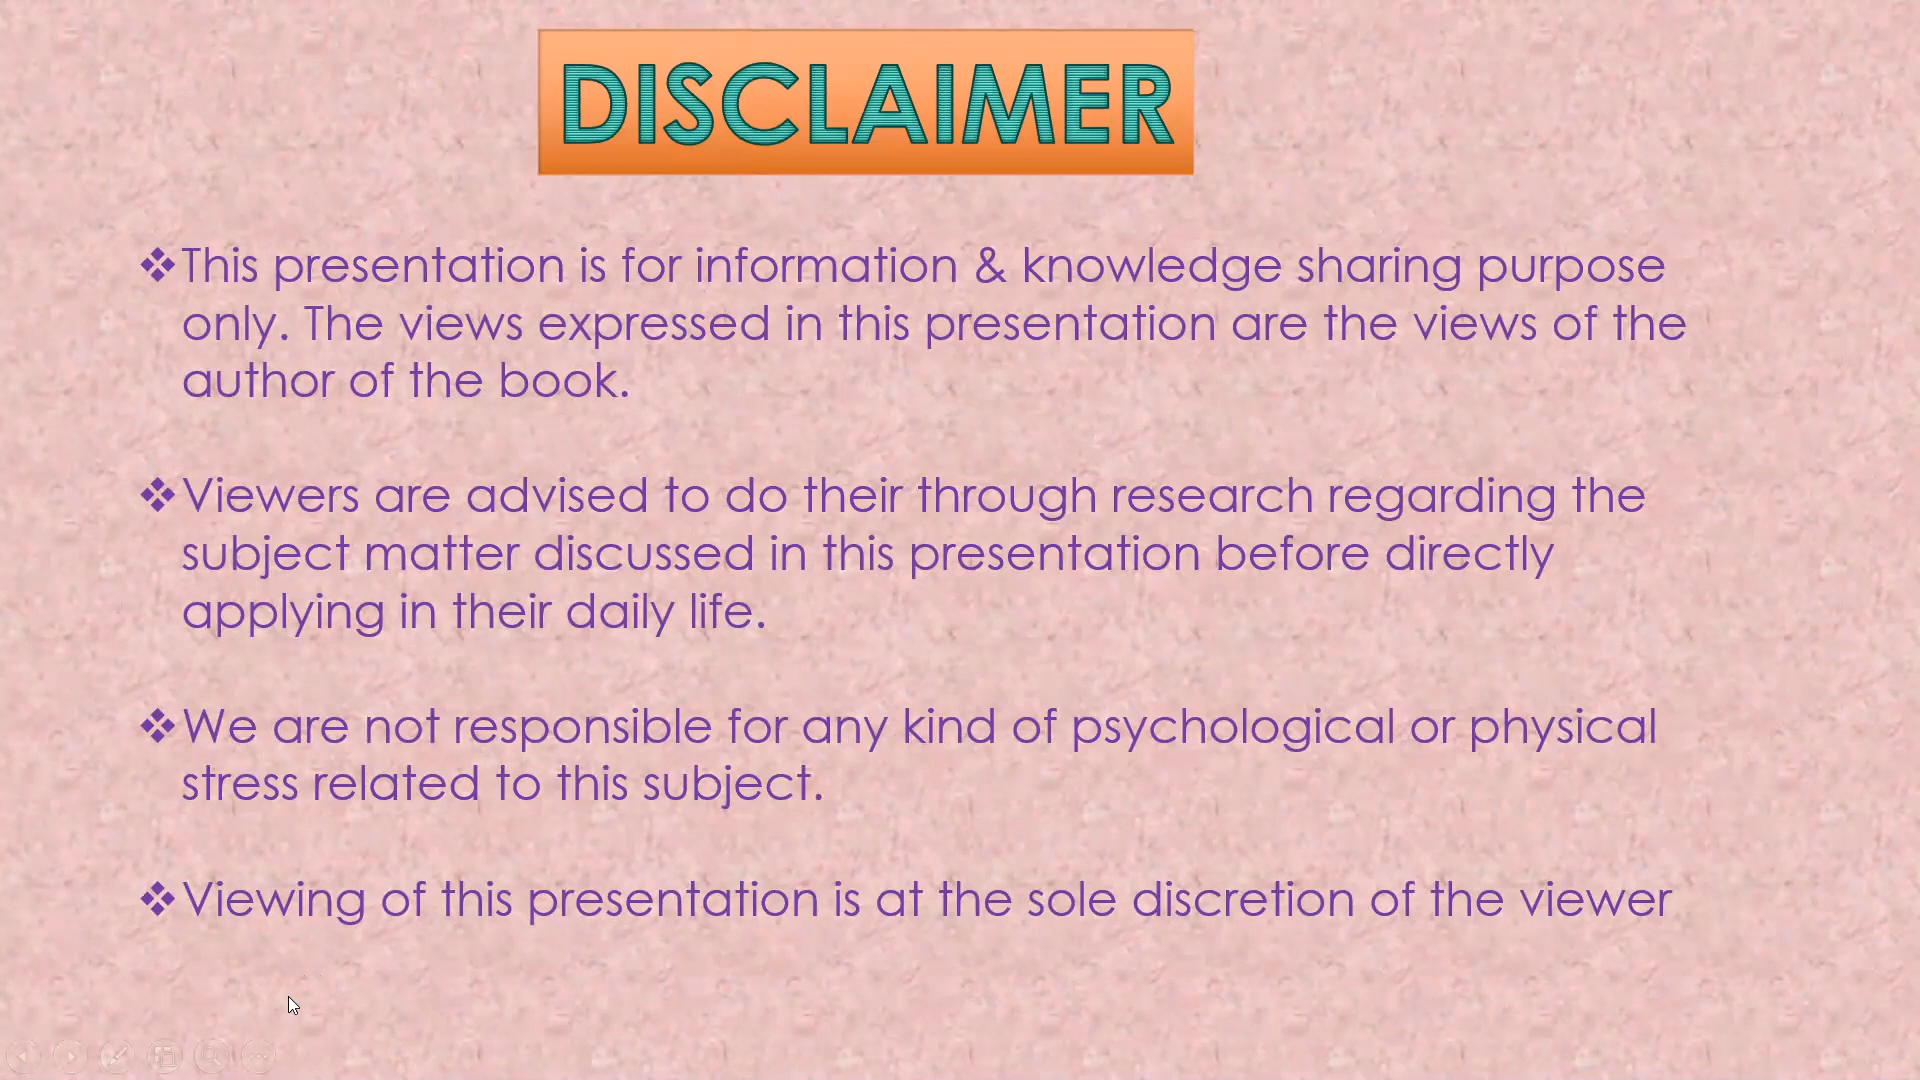 DISCLAIMER
❖This presentation is for information & knowledge sharing purpose
only. The views expressed in this presentation are the views of the
author of the book.
❖Viewers are advised to do their through research regarding the
subject matter discussed in this presentation before directly
applying in their daily life.
❖We are not responsible for any kind of psychological or physical
stress related to this subject.
❖Viewing of this presentation is at the sole discretion of the viewer